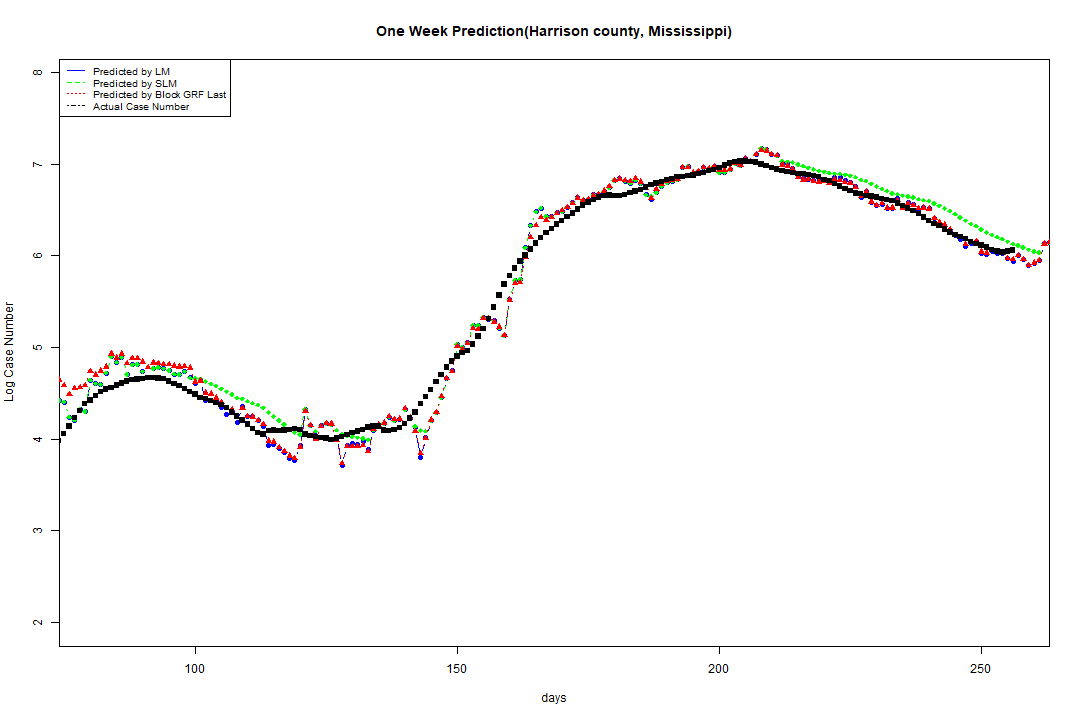 One Week Prediction(Harrison county, Mississippi)
Predicted by LM
Predicted by SLM
Predicted by Block GRF Last
Actual Case Number
8
7
6
5
4
3
2
Log Case Number
100 150 200 250
days